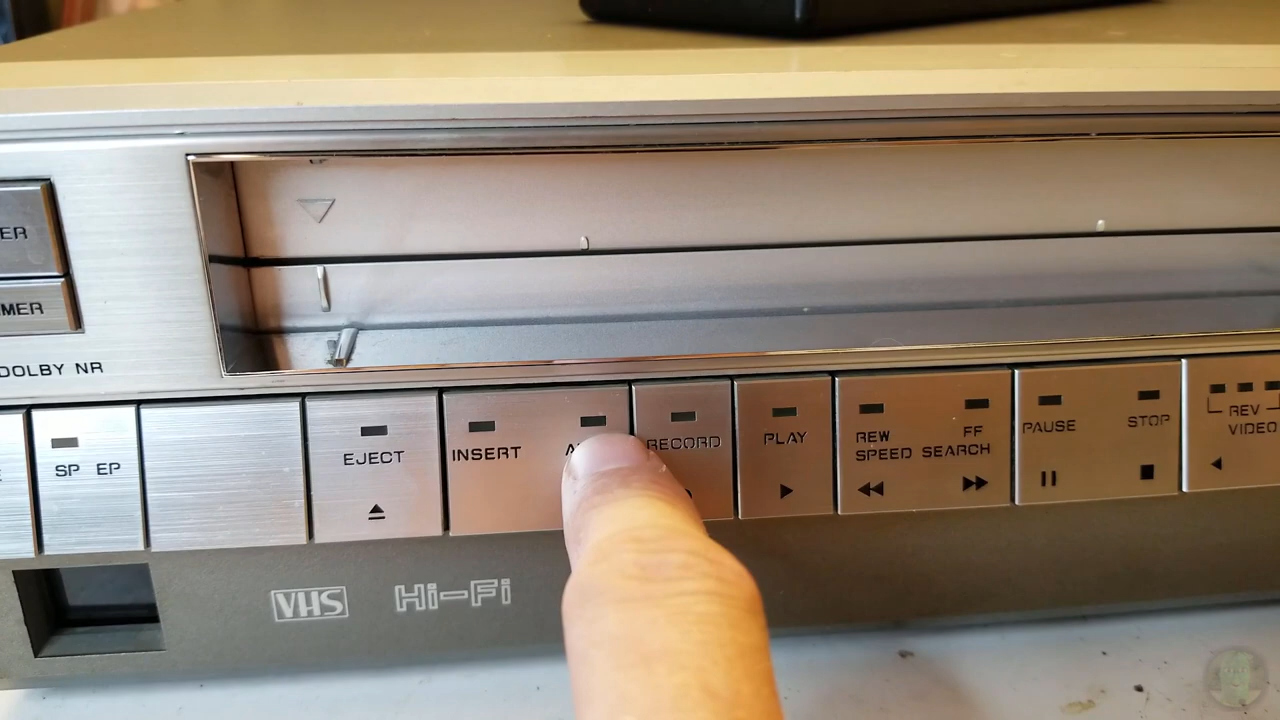 ER
MER
DOLBY NR
SP EP
EJECT
INSERT
RECORD
PLAY
REW FF
SPEED SEARCH
PAUSE
STOP
REV
VIDEO
VHS
Hi-Fi